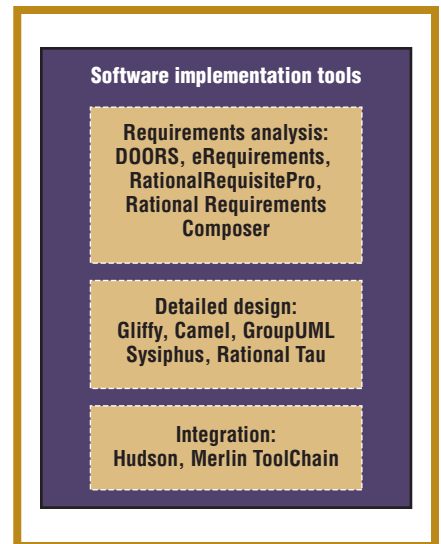 Software implementation tools
Requirements analysis:
DOORS, eRequirements,
RationalRequisitePro,
Rational Requirements
Composer
Detailed design:
Gliffy, Camel, GroupUML
Sysiphus, Rational Tau
Integration:
Hudson, Merlin ToolChain